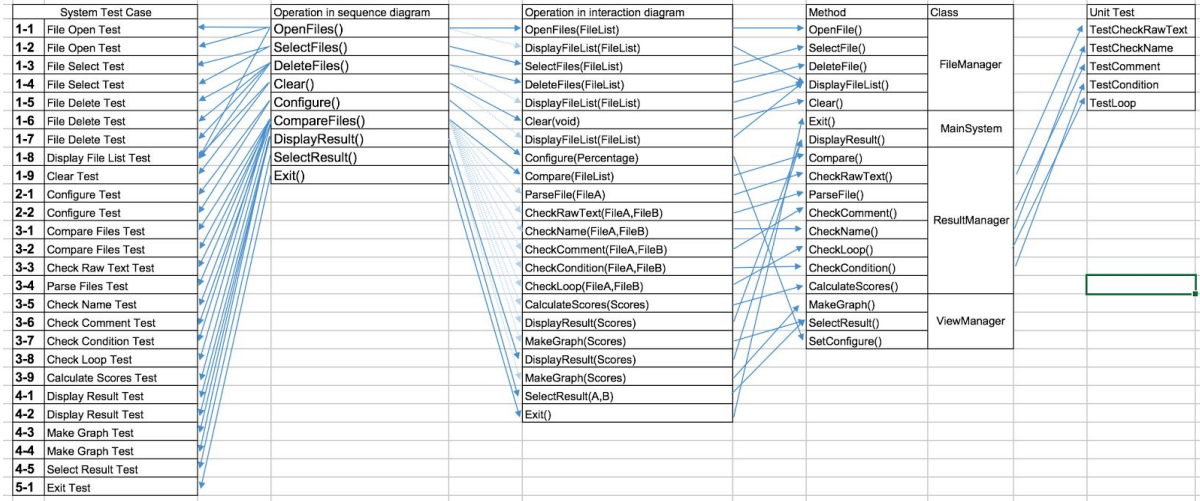 System Test Case Operation in sequence diagram Operation in interaction diagram Method Class Unit Test
1-1 File Open Test OpenFiles() OpenFiles(FileList) OpenFile() TestCheckRawText
1-2 File Open Test SelectFiles() DisplayFileList(FileList) SelectFile() TestCheckName
1-3 File Select Test DeleteFiles() SelectFiles(FileList) DeleteFile() FileManager TestComment
1-4 File Select Test Clear() DeleteFiles(FileList) DisplayFileList() TestCondition
1-5 File Delete Test Configure() DisplayFileList(FileList) Clear() TestLoop
1-6 File Delete Test CompareFiles() Clear(void) Exit() MainSystem
1-7 File Delete Test DisplayResult() DisplayFileList(FileList) DisplayResult()
1-8 Display File List Test SelectResult() Configure(Percentage) Compare()
1-9 Clear Test Exit() Compare(FileList) CheckRawText()
2-1 Configure Test ParseFile(FileA) ParseFile()
2-2 Configure Test CheckRawText(FileA,FileB) CheckComment() ResultManager
3-1 Compare Files Test CheckName(FileA,FileB) CheckName()
3-2 Compare Files Test CheckComment(FileA,FileB) CheckLoop()
3-3 Check Raw Text Test CheckCondition(FileA,FileB) CheckCondition()
3-4 Parse Files Test CheckLoop(FileA,FileB) CalculateScores()
3-5 Check Name Test CalculateScores(Scores) MakeGraph()
3-6 Check Comment Test DisplayResult(Scores) SelectResult() ViewManager
3-7 Check Condition Test MakeGraph(Scores) SetConfigure()
3-8 Check Loop Test DisplayResult(Scores)
3-9 Calculate Scores Test MakeGraph(Scores)
4-1 Display Result Test SelectResult(A,B)
4-2 Display Result Test Exit()
4-3 Make Graph Test
4-4 Make Graph Test
4-5 Select Result Test
5-1 Exit Test